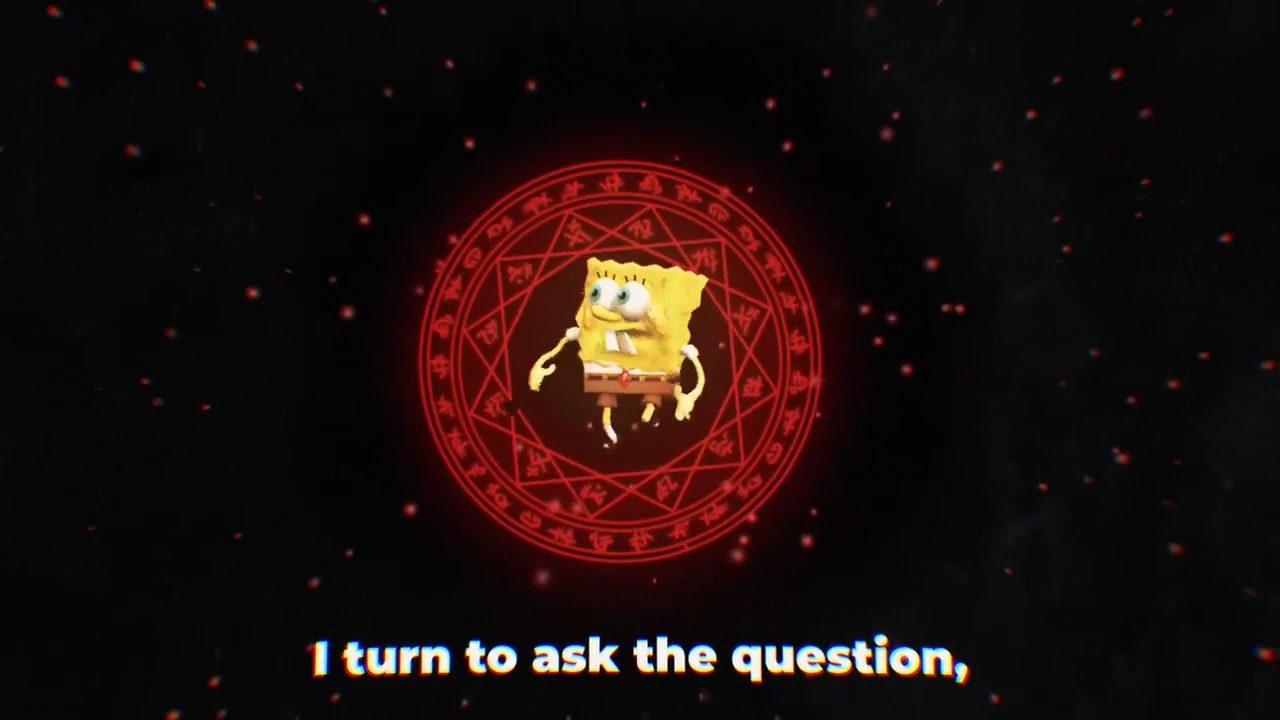 I turn to ask the question,